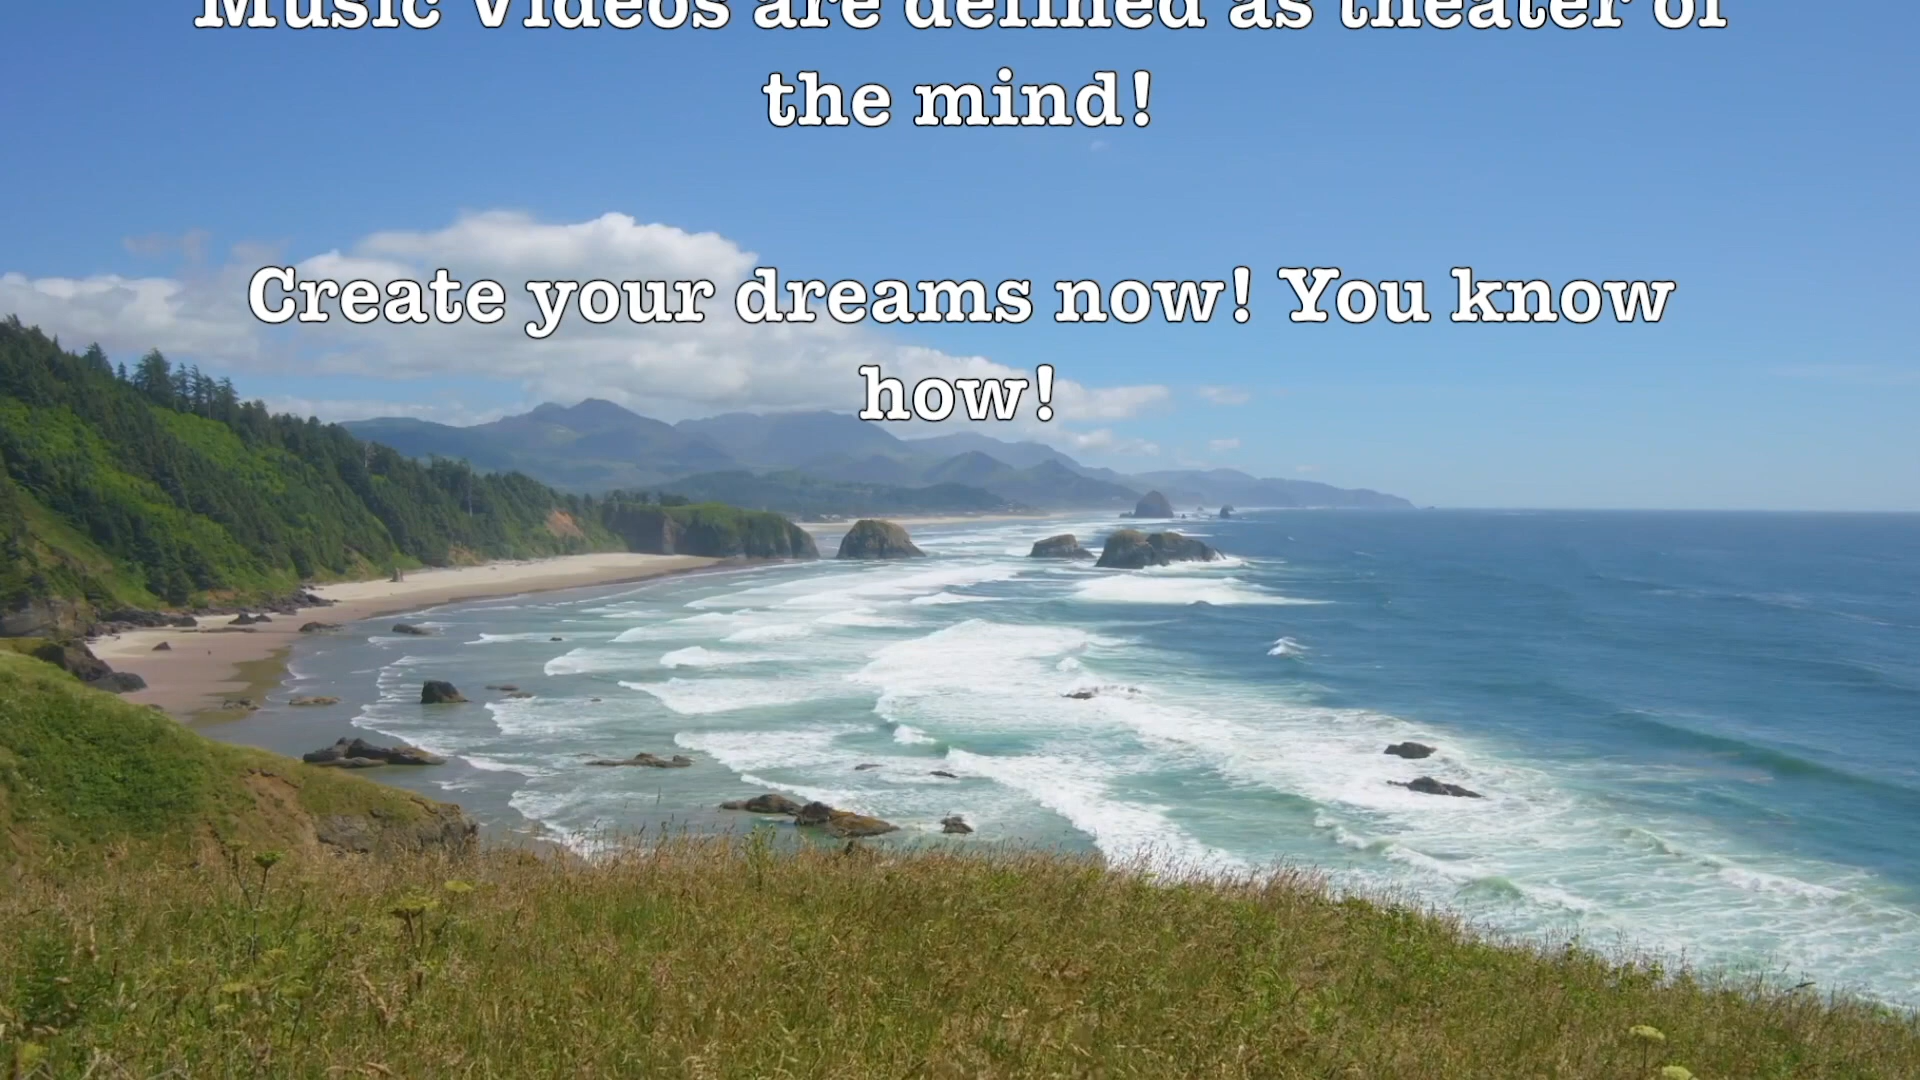 Music Videos are defined as theater of
the mind!
Create your dreams now! You know
how!